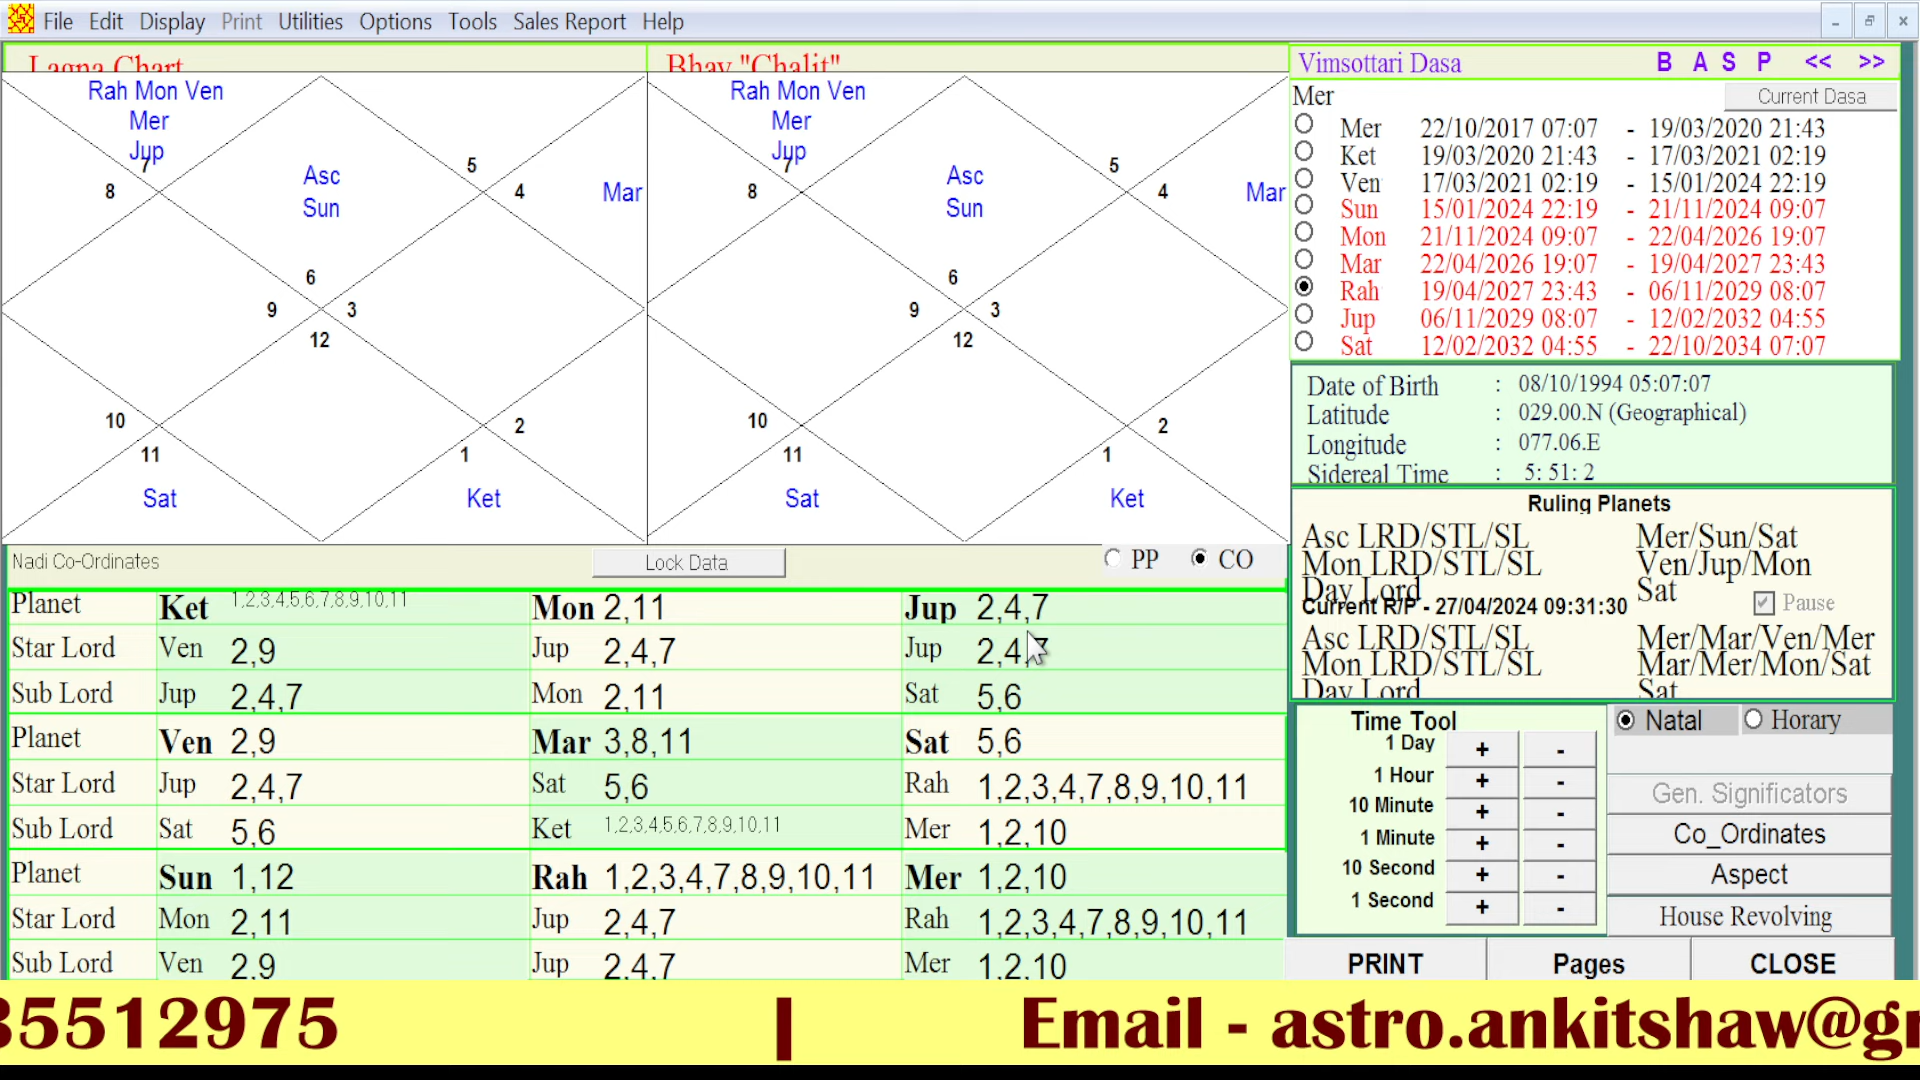 File Edit Display Print Utilities Options Tools Sales Report Help
Lagna Chart
Bhav "Chalit"
Rah Mon Ven
Mer
Jup
7
8
Asc
Sun
5
4
Mar
6
9
3
12
10
11
Sat
2
1
Ket
Rah Mon Ven
Mer
Jup
7
8
Asc
Sun
5
4
Mar
6
9
3
12
10
11
Sat
2
1
Ket
Vimsottari Dasa B A S P << >>
Mer Current Dasa
Mer 22/10/2017 07:07 - 19/03/2020 21:43
Ket 19/03/2020 21:43 - 17/03/2021 02:19
Ven 17/03/2021 02:19 - 15/01/2024 22:19
Sun 15/01/2024 22:19 - 21/11/2024 09:07
Mon 21/11/2024 09:07 - 22/04/2026 19:07
Mar 22/04/2026 19:07 - 19/04/2027 23:43
Rah 19/04/2027 23:43 - 06/11/2029 08:07
Jup 06/11/2029 08:07 - 12/02/2032 04:55
Sat 12/02/2032 04:55 - 22/10/2034 07:07
Date of Birth : 08/10/1994 05:07:07
Latitude : 029.00.N (Geographical)
Longitude : 077.06.E
Sidereal Time : 5: 51: 2
Ruling Planets
Asc LRD/STL/SL Mer/Sun/Sat
Mon LRD/STL/SL Ven/Jup/Mon
Day Lord Sat
Current R/P - 27/04/2024 09:31:30 Pause
Asc LRD/STL/SL Mer/Mar/Ven/Mer
Mon LRD/STL/SL Mar/Mer/Mon/Sat
Day Lord Sat
Nadi Co-Ordinates Lock Data PP CO
Planet Ket 1,2,3,4,5,6,7,8,9,10,11 Mon 2,11 Jup 2,4,7
Star Lord Ven 2,9 Jup 2,4,7 Jup 2,4,7
Sub Lord Jup 2,4,7 Mon 2,11 Sat 5,6
Planet Ven 2,9 Mar 3,8,11 Sat 5,6
Star Lord Jup 2,4,7 Sat 5,6 Rah 1,2,3,4,7,8,9,10,11
Sub Lord Sat 5,6 Ket 1,2,3,4,5,6,7,8,9,10,11 Mer 1,2,10
Planet Sun 1,12 Rah 1,2,3,4,7,8,9,10,11 Mer 1,2,10
Star Lord Mon 2,11 Jup 2,4,7 Rah 1,2,3,4,7,8,9,10,11
Sub Lord Ven 2,9 Jup 2,4,7 Mer 1,2,10
Time Tool
1 Day + -
1 Hour + -
10 Minute + -
1 Minute + -
10 Second + -
1 Second + -
Natal Horary
Gen. Significators
Co_Ordinates
Aspect
House Revolving
PRINT Pages CLOSE
35512975 | Email - astro.ankitshaw@gr